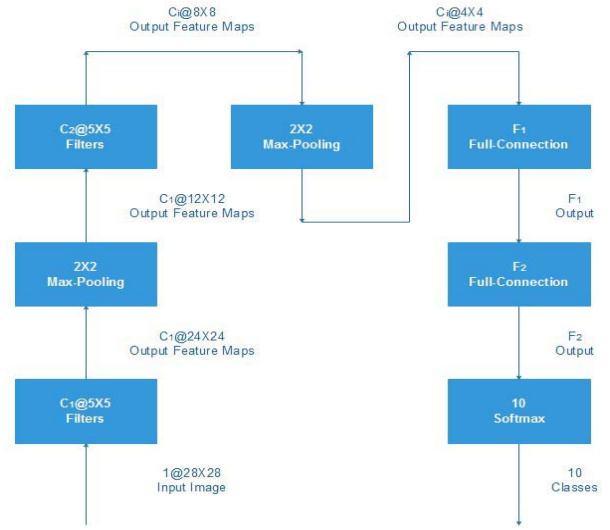 Ci@8X8
Output Feature Maps
Ci@4X4
Output Feature Maps
C2@5X5
Filters
2X2
Max-Pooling
F1
Full-Connection
C1@12X12
Output Feature Maps
F1
Output
2X2
Max-Pooling
F2
Full-Connection
C1@24X24
Output Feature Maps
F2
Output
C1@5X5
Filters
10
Softmax
1@28X28
Input Image
10
Classes